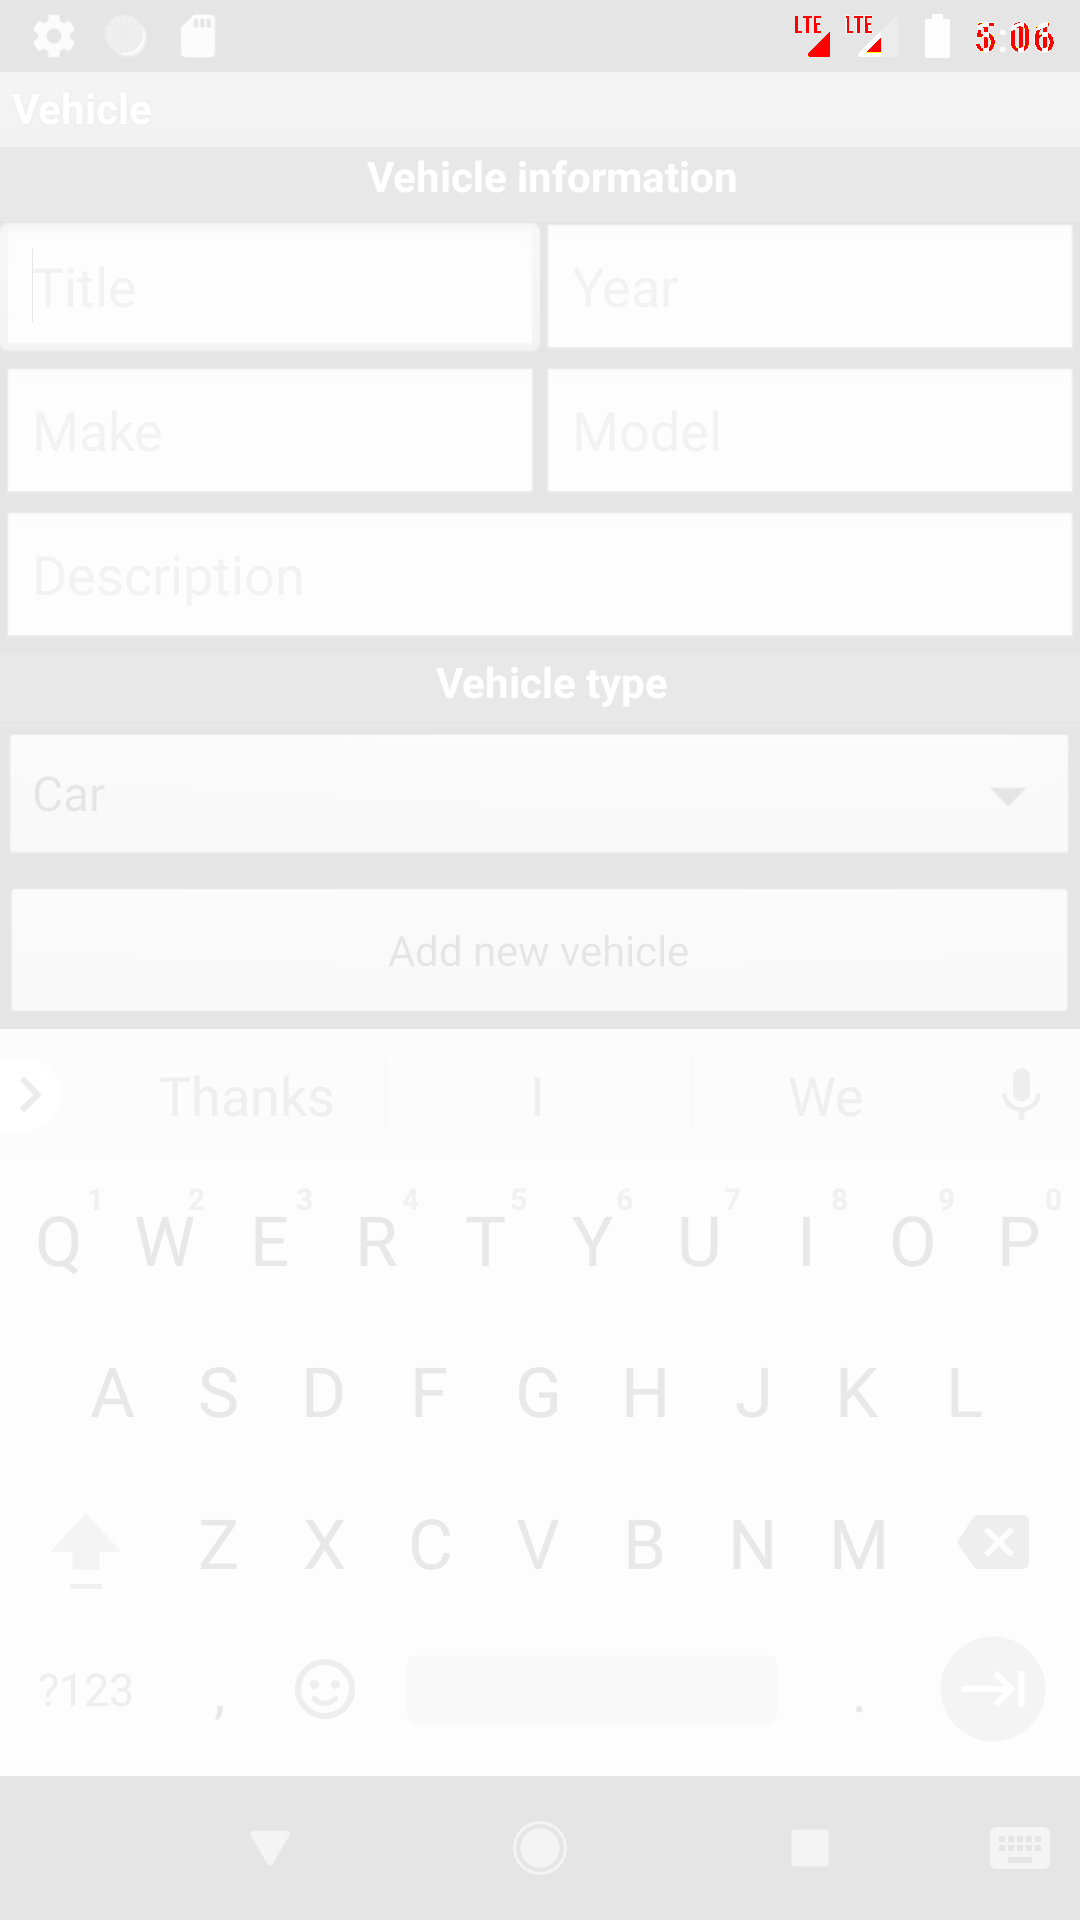 LTE LTE 5:06
Vehicle
Vehicle information
Title Year
Make Model
Description
Vehicle type
Car
Add new vehicle
Thanks I We
1 2 3 4 5 6 7 8 9 0
Q W E R T Y U I O P
A S D F G H J K L
Z X C V B N M
?123 , .